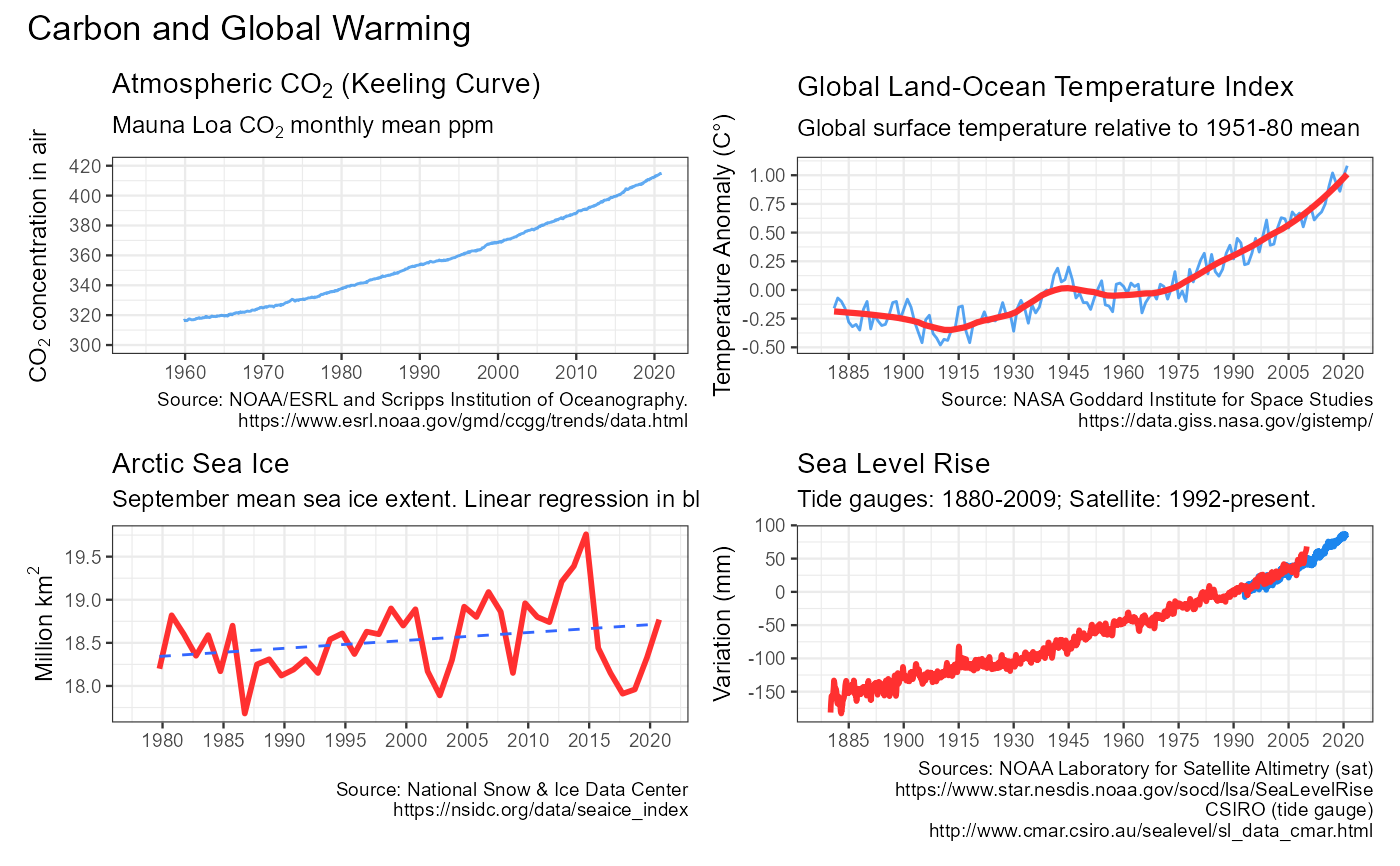 Carbon and Global Warming
Atmospheric CO₂ (Keeling Curve)
Mauna Loa CO₂ monthly mean ppm
CO₂ concentration in air
420
400
380
360
340
320
300
1960 1970 1980 1990 2000 2010 2020
Source: NOAA/ESRL and Scripps Institution of Oceanography.
https://www.esrl.noaa.gov/gmd/ccgg/trends/data.html
Global Land-Ocean Temperature Index
Global surface temperature relative to 1951-80 mean
Temperature Anomaly (C°)
1.00
0.75
0.50
0.25
0.00
-0.25
-0.50
1885 1900 1915 1930 1945 1960 1975 1990 2005 2020
Source: NASA Goddard Institute for Space Studies
https://data.giss.nasa.gov/gistemp/
Arctic Sea Ice
September mean sea ice extent. Linear regression in bl
Million km²
19.5
19.0
18.5
18.0
1980 1985 1990 1995 2000 2005 2010 2015 2020
Source: National Snow & Ice Data Center
https://nsidc.org/data/seaice_index
Sea Level Rise
Tide gauges: 1880-2009; Satellite: 1992-present.
Variation (mm)
100
50
0
-50
-100
-150
1885 1900 1915 1930 1945 1960 1975 1990 2005 2020
Sources: NOAA Laboratory for Satellite Altimetry (sat)
https://www.star.nesdis.noaa.gov/socd/lsa/SeaLevelRise
CSIRO (tide gauge)
http://www.cmar.csiro.au/sealevel/sl_data_cmar.html